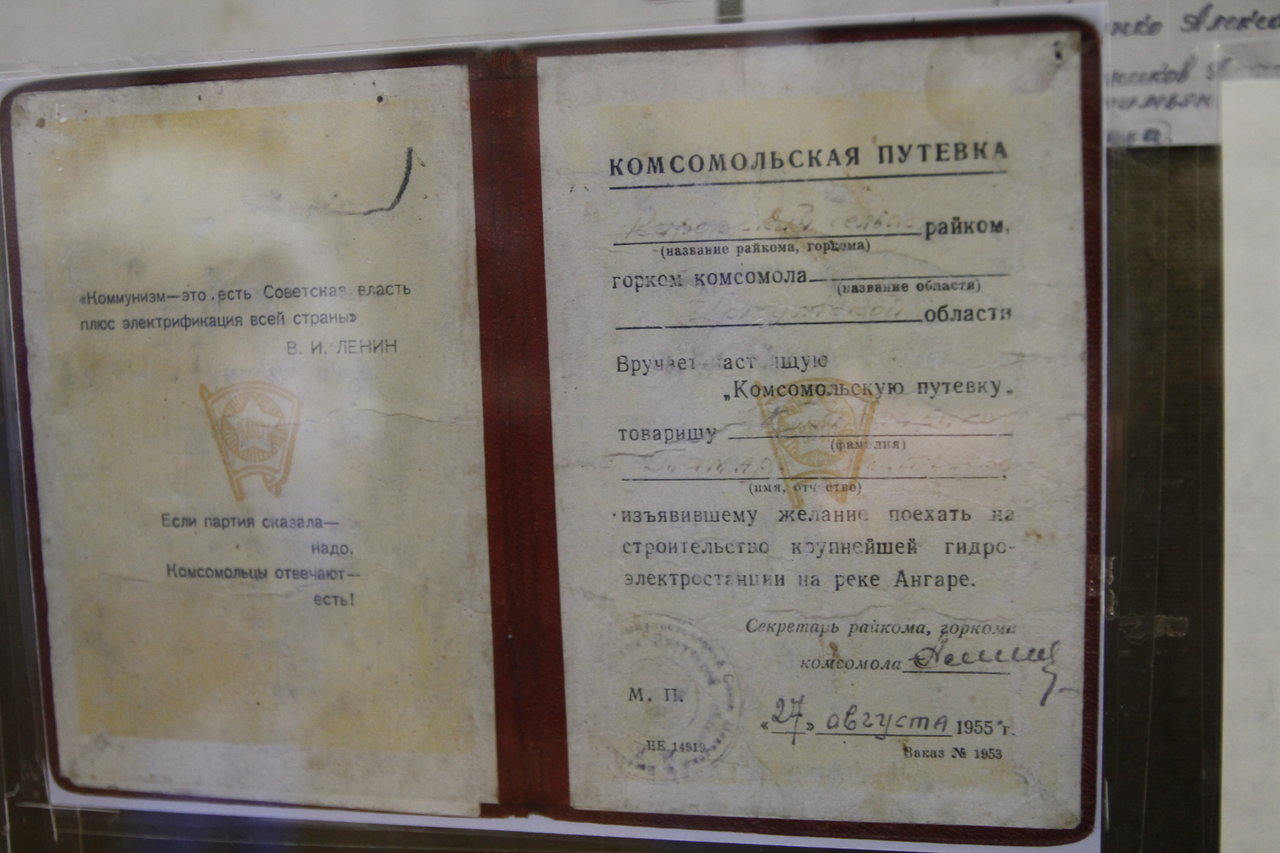 «Коммунизм—это есть Советская власть
плюс электрификация всей страны»
В. И. ЛЕНИН
Если партия сказала—
надо,
Комсомольцы отвечают—
есть!
КОМСОМОЛЬСКАЯ ПУТЕВКА
райком,
(название райкома, горкома)
горком комсомола
(название области)
области
Вручает настоящую
„Комсомольскую путевку„
товарищу
(фамилия)
(имя, отчество)
изъявившему желание поехать на
строительство крупнейшей гидро-
электростанции на реке Ангаре.
Секретарь райкома, горкома
комсомола
М. П.
«27» августа 1955 г.
НЕ 14919
Заказ № 1953